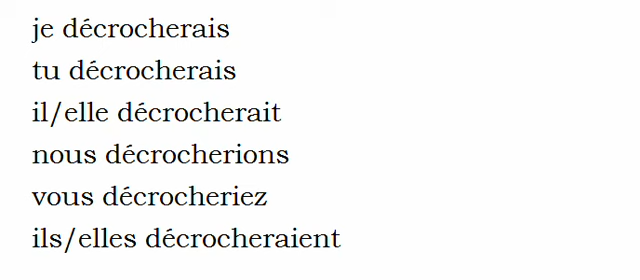 je décrocherais
tu décrocherais
il/elle décrocherait
nous décrocherions
vous décrocheriez
ils/elles décrocheraient